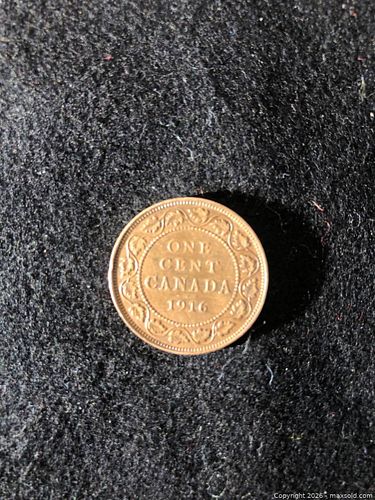 ONE
CENT
CANADA
1916
Copyright 2026 - maxsold.com